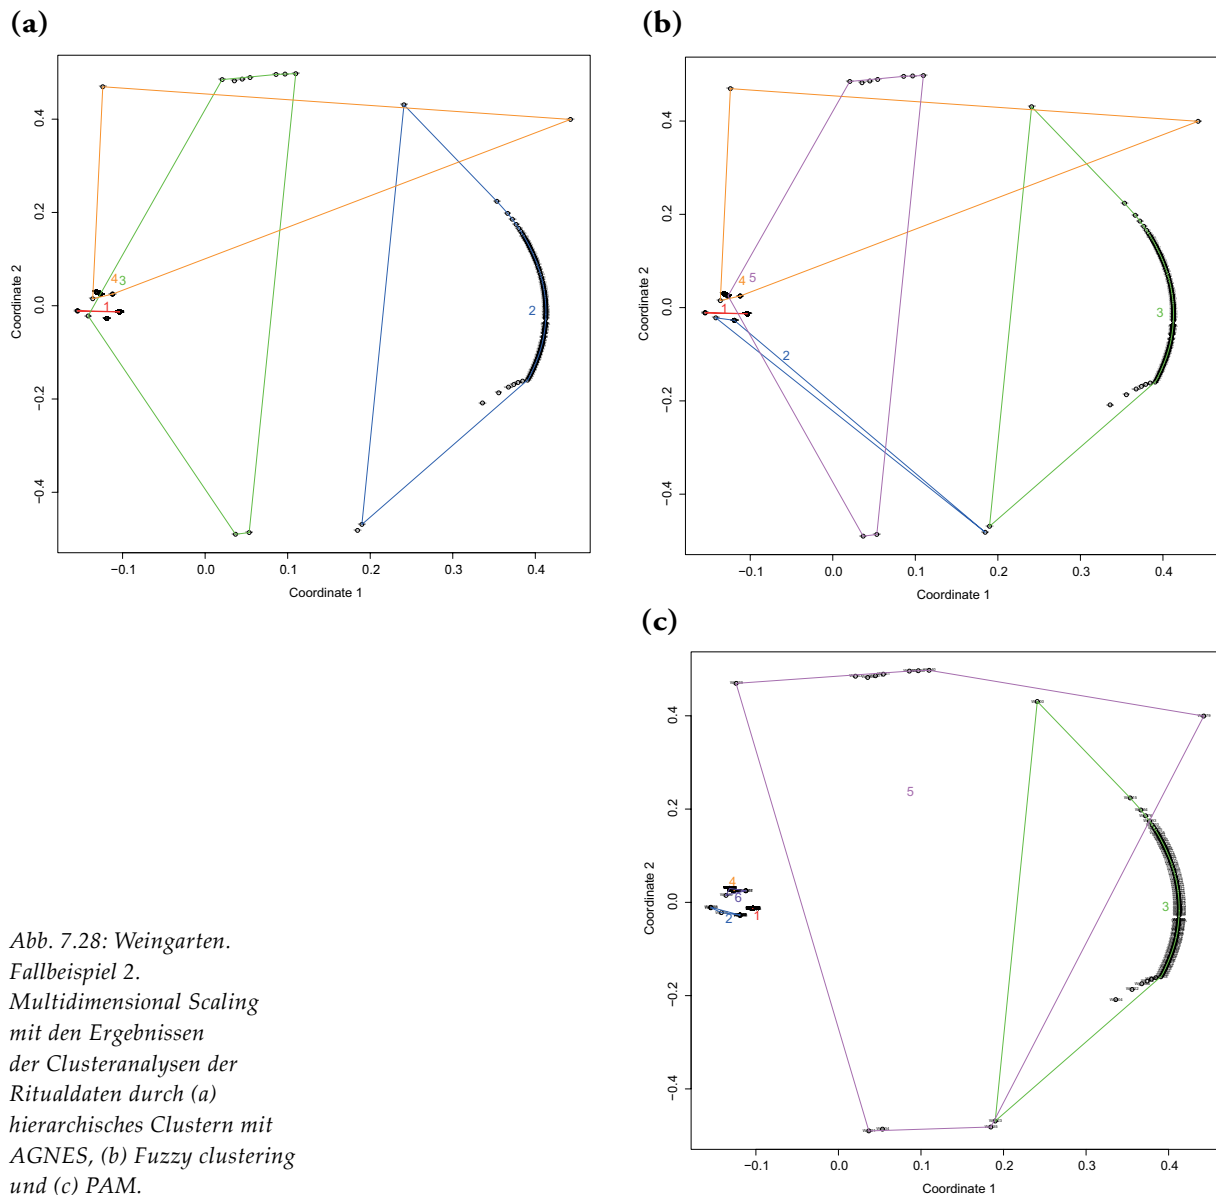 (a)
0.4
0.2
0.0
−0.2
−0.4
Coordinate 2
4
3
1
2
−0.1
0.0
0.1
0.2
0.3
0.4
Coordinate 1
(b)
0.4
0.2
0.0
−0.2
−0.4
Coordinate 2
5
4
1
2
3
−0.1
0.0
0.1
0.2
0.3
0.4
Coordinate 1
(c)
0.4
0.2
0.0
−0.2
−0.4
Coordinate 2
5
4
6
1
2
3
−0.1
0.0
0.1
0.2
0.3
0.4
Coordinate 1
Abb. 7.28: Weingarten.
Fallbeispiel 2.
Multidimensional Scaling
mit den Ergebnissen
der Clusteranalysen der
Ritualdaten durch (a)
hierarchisches Clustern mit
AGNES, (b) Fuzzy clustering
und (c) PAM.